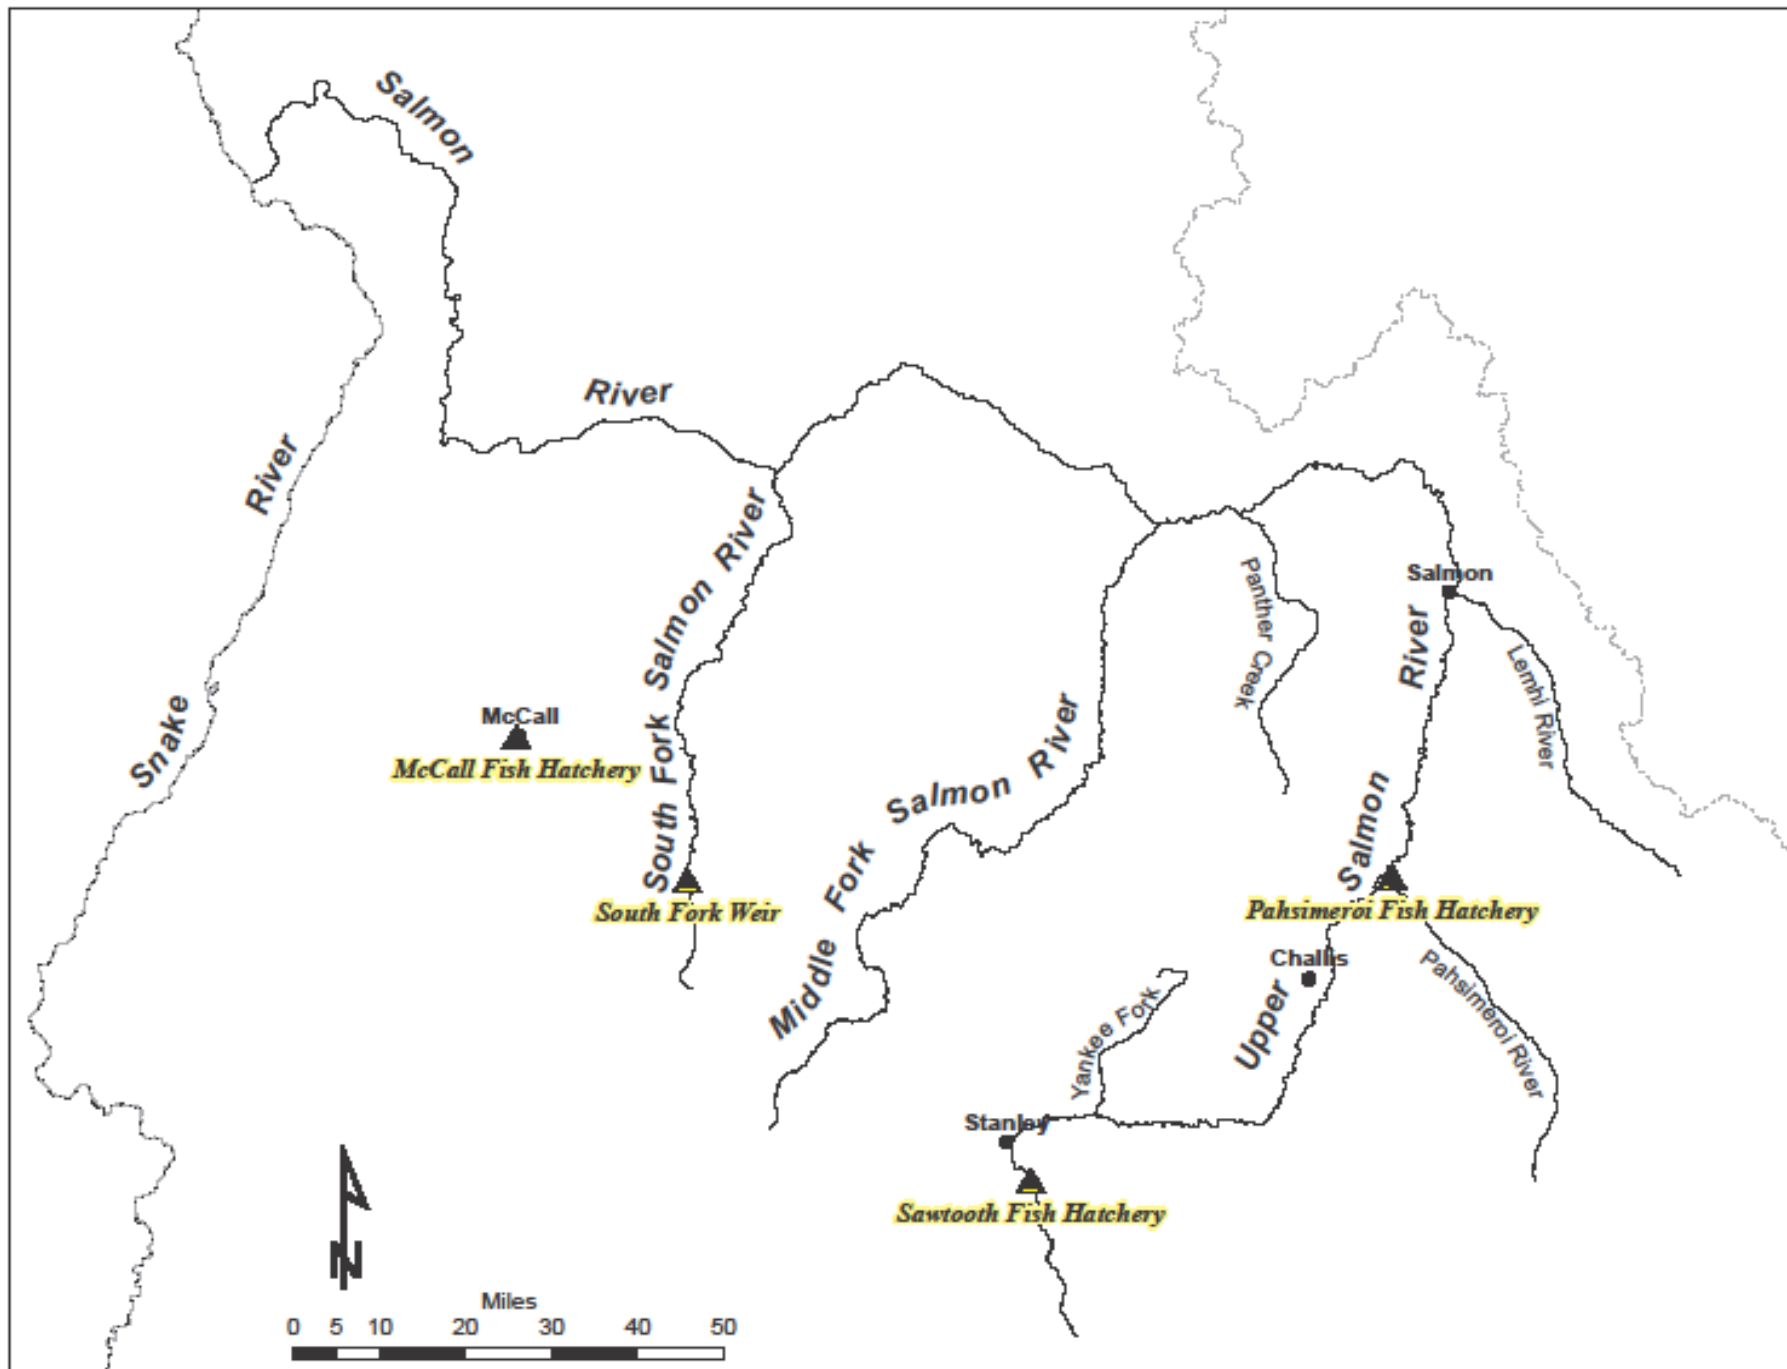 Salmon
River
River
Snake
South Fork Salmon River
Middle Fork Salmon River
Panther Creek
Salmon
Lemhi River
Upper Salmon River
McCall
McCall Fish Hatchery
South Fork Weir
Pahsimeroi Fish Hatchery
Challis
Pahsimeroi River
Yankee Fork
Stanley
Sawtooth Fish Hatchery
N
Miles
0 5 10 20 30 40 50